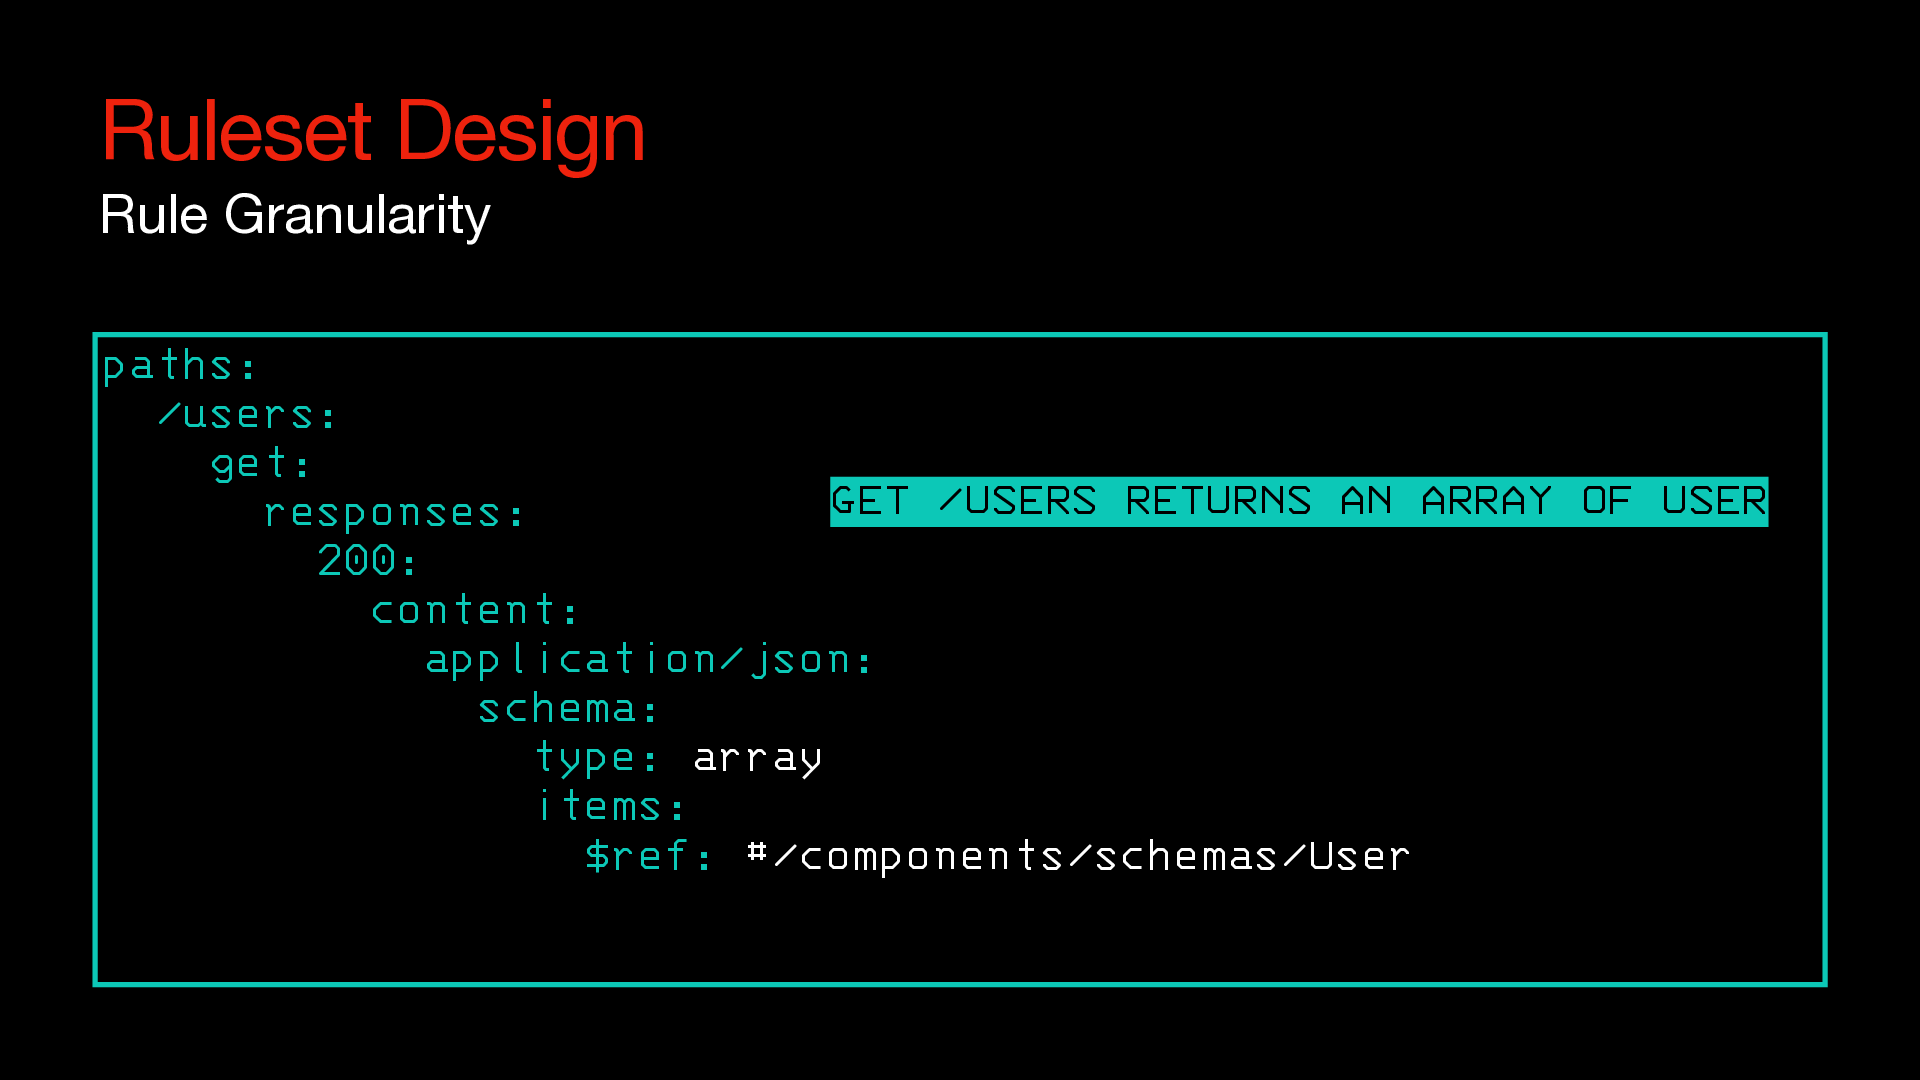 Ruleset Design
Rule Granularity
paths:
  /users:
    get:
      responses:
GET /USERS RETURNS AN ARRAY OF USER
        200:
          content:
            application/json:
              schema:
                type: array
                items:
                  $ref: #/components/schemas/User